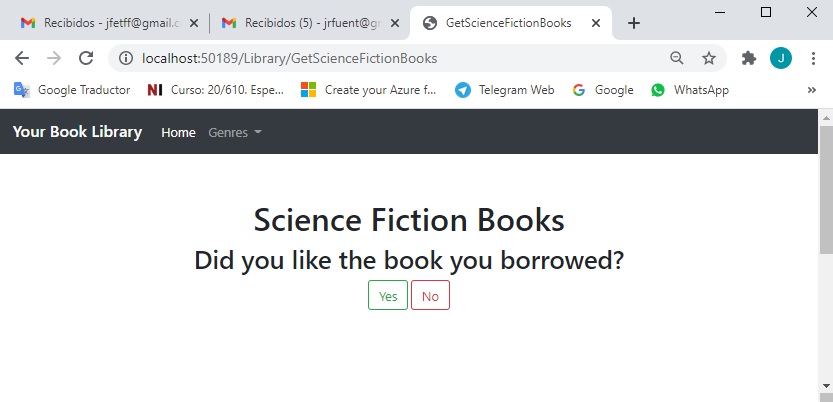 Recibidos - jfetff@gmail.c
Recibidos (5) - jrfuent@gr
GetScienceFictionBooks
localhost:50189/Library/GetScienceFictionBooks
J
Google Traductor NI Curso: 20/610. Espe... Create your Azure f... Telegram Web Google WhatsApp »
Your Book Library Home Genres
Science Fiction Books
Did you like the book you borrowed?
Yes No